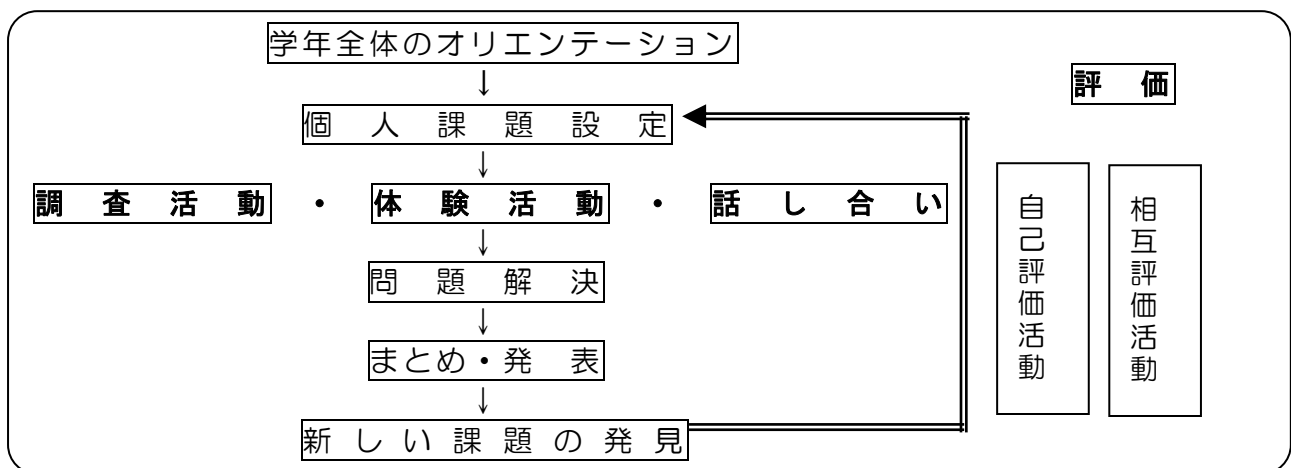 学年全体のオリエンテーション
↓
評 価
個 人 課 題 設 定
↓
調 査 活 動 ・ 体 験 活 動 ・ 話 し 合 い
↓
問 題 解 決
↓
まとめ・発 表
↓
新 し い 課 題 の 発 見
自己評価活動
相互評価活動